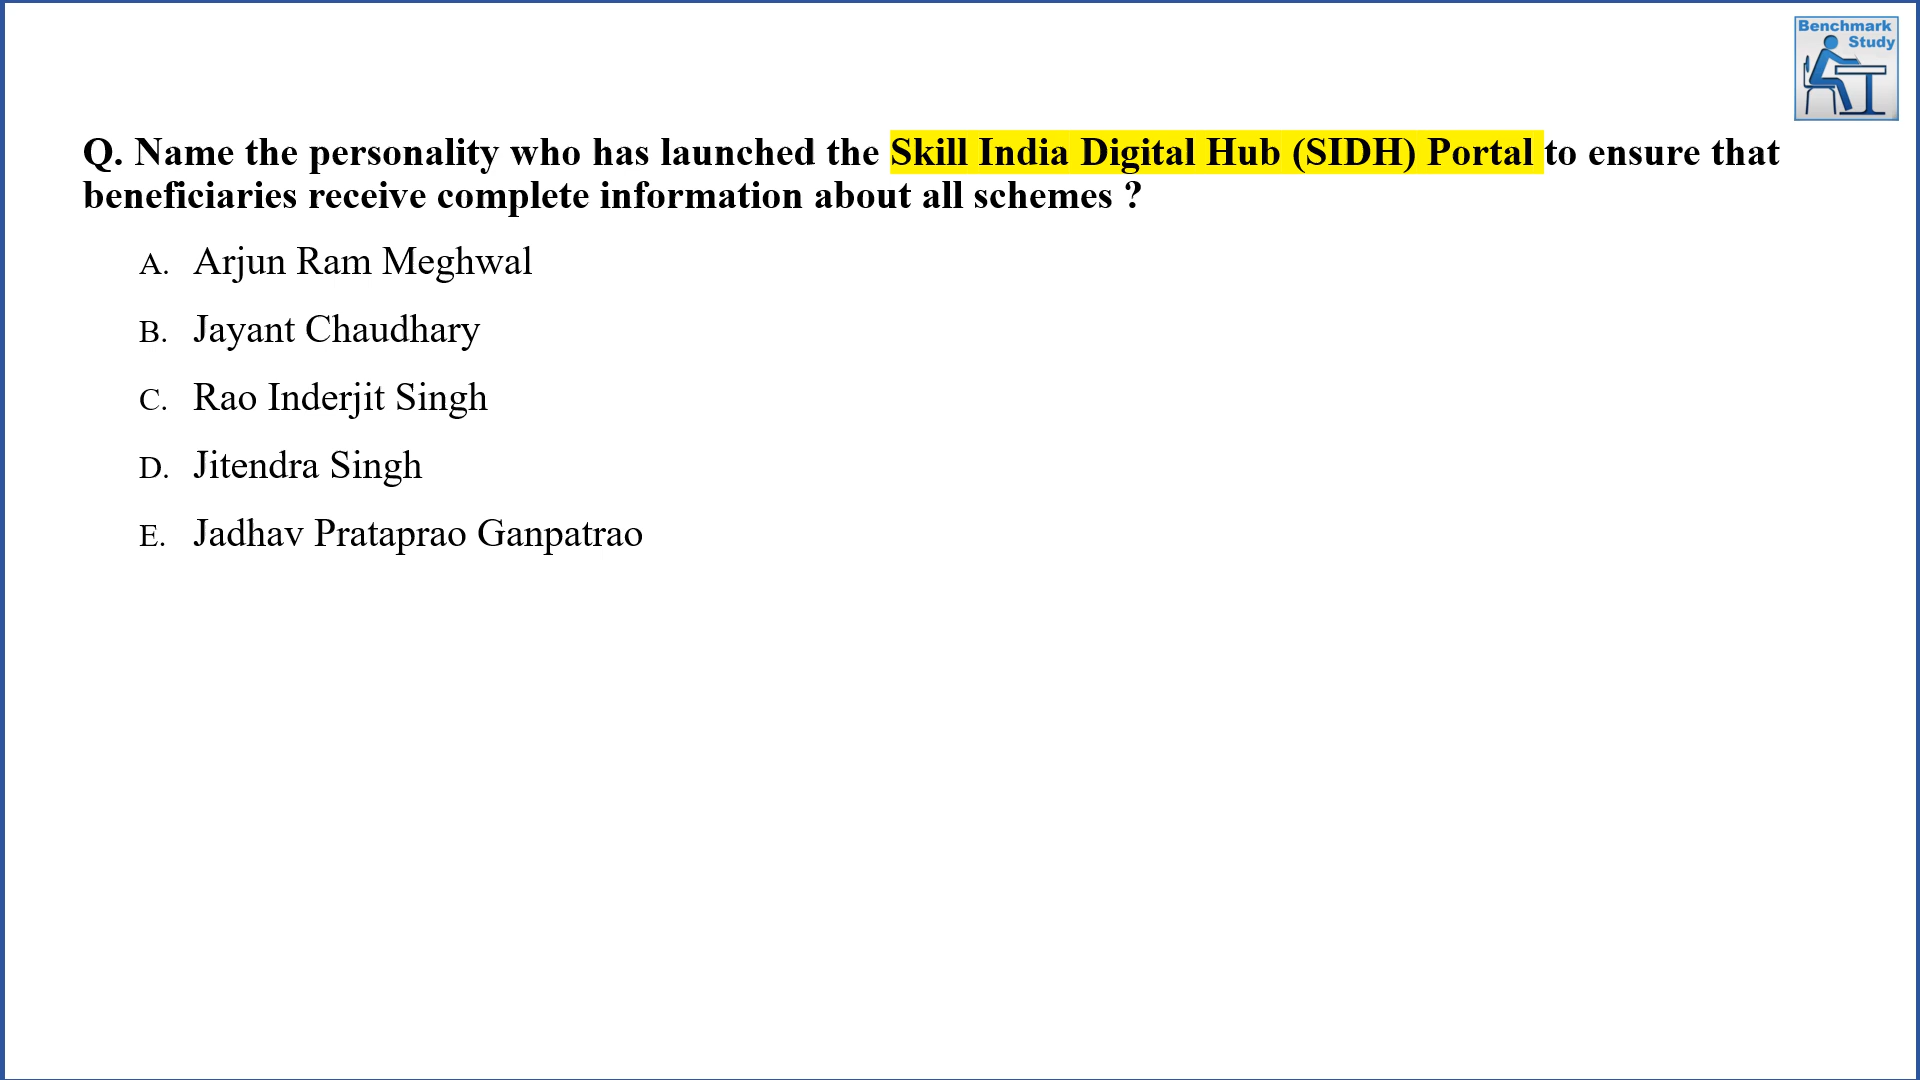 Benchmark
Study
Q. Name the personality who has launched the Skill India Digital Hub (SIDH) Portal to ensure that
beneficiaries receive complete information about all schemes ?
A. Arjun Ram Meghwal
B. Jayant Chaudhary
C. Rao Inderjit Singh
D. Jitendra Singh
E. Jadhav Prataprao Ganpatrao